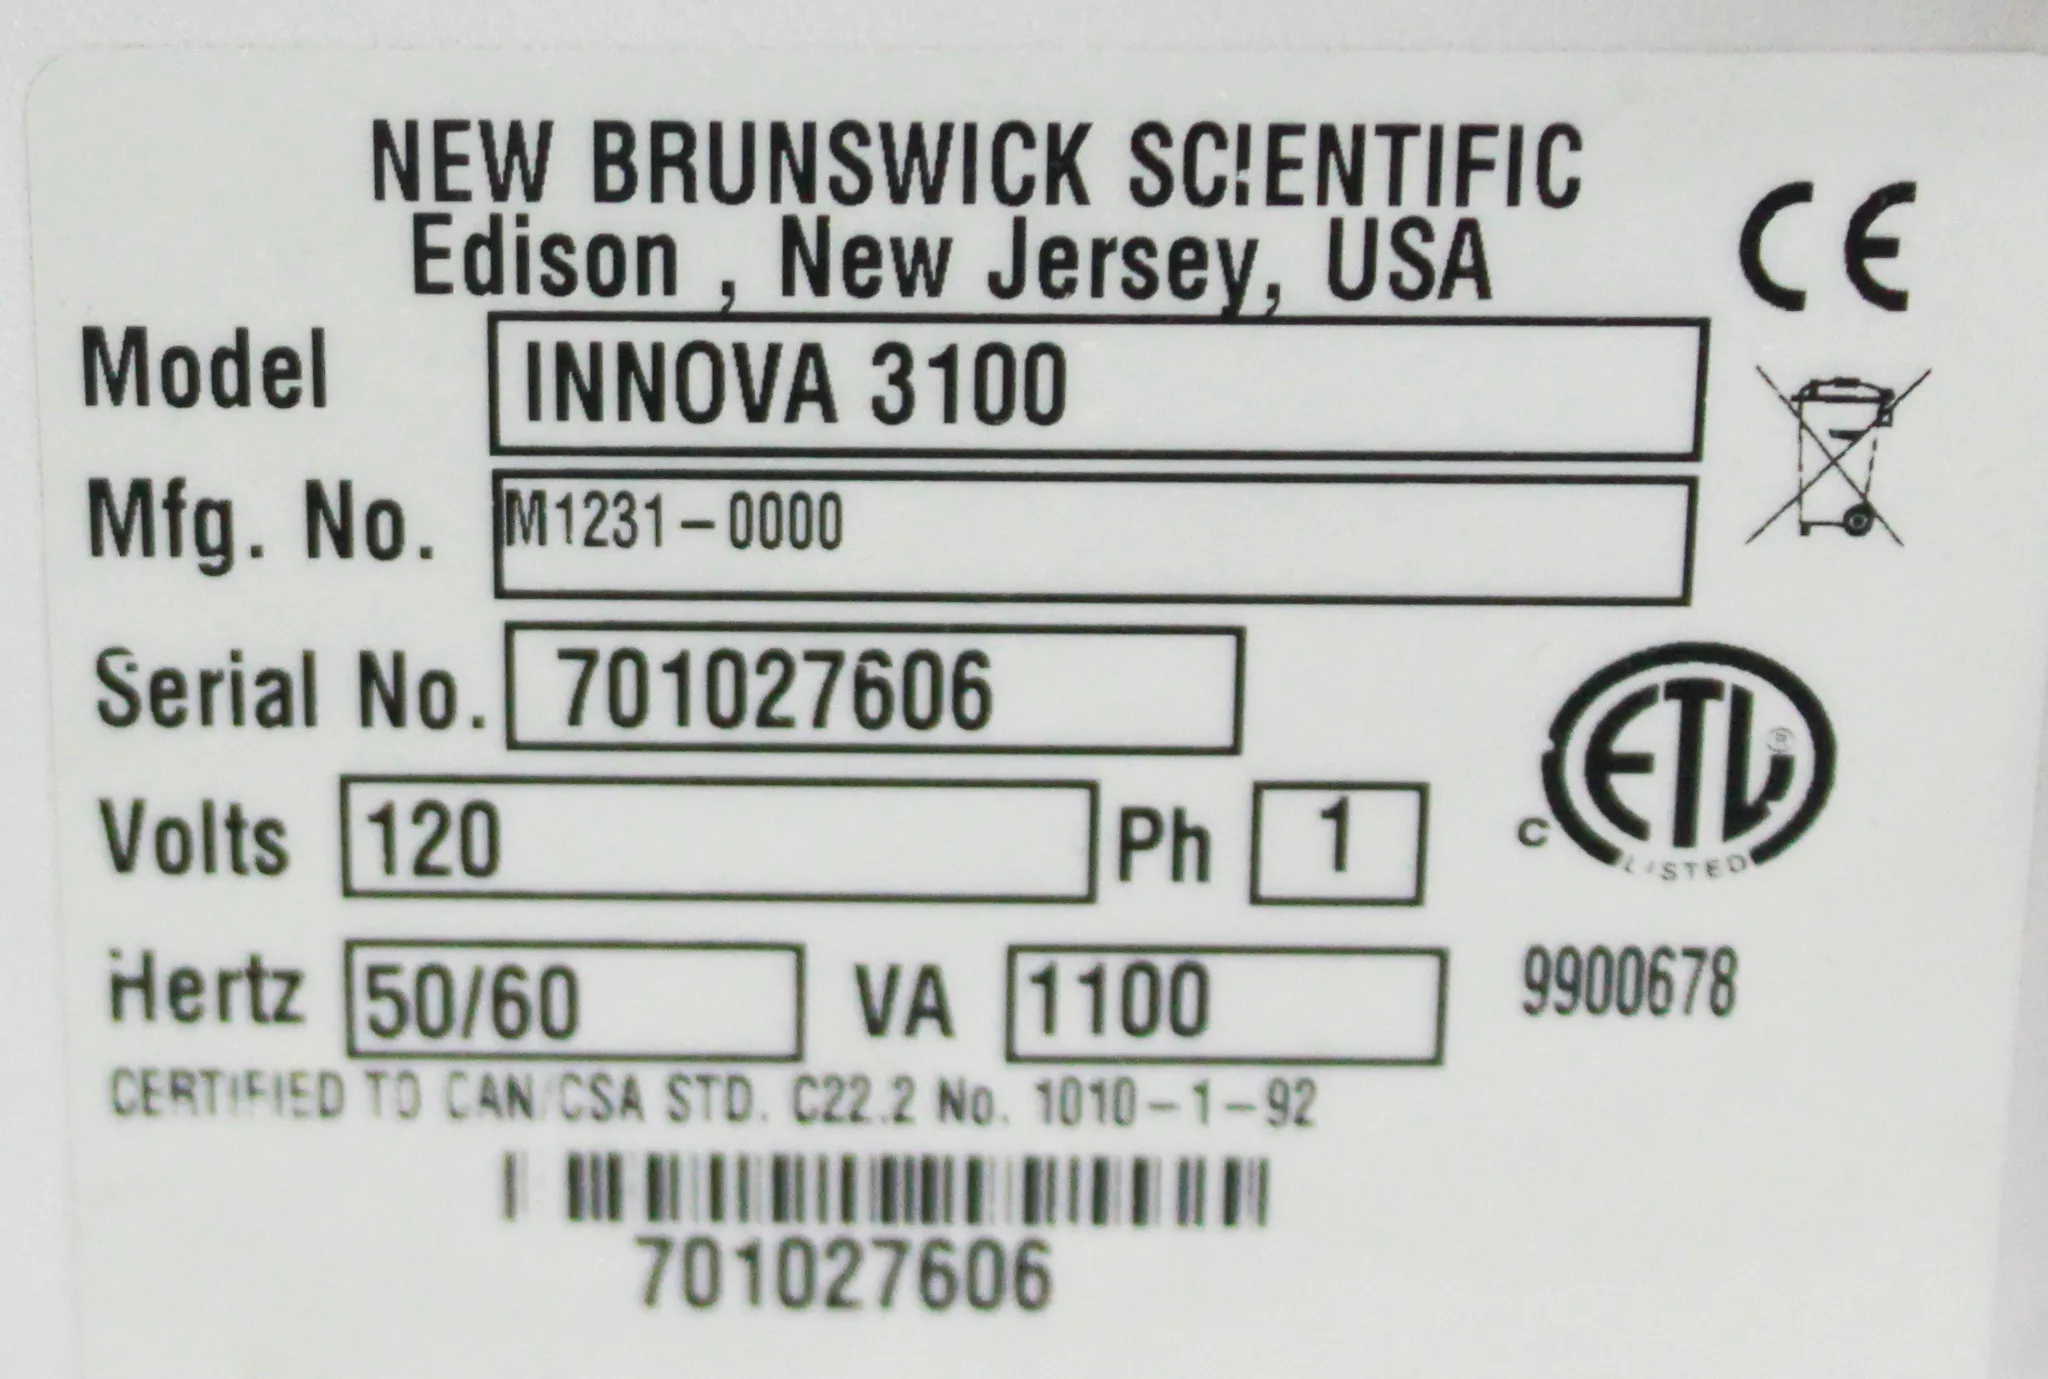 NEW BRUNSWICK SCIENTIFIC
Edison , New Jersey, USA
CE
Model INNOVA 3100
Mfg. No. M1231-0000
Serial No. 701027606
Volts 120 Ph 1
C ETL LISTED
Hertz 50/60 VA 1100 9900678
CERTIFIED TO CAN/CSA STD. C22.2 No. 1010-1-92
701027606